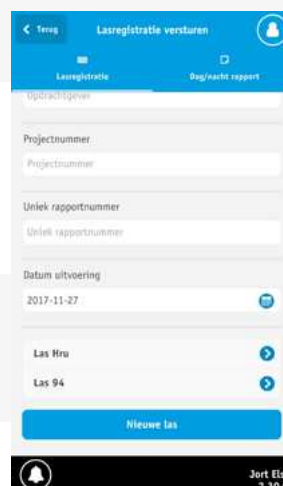 Terug
Lasregistratie versturen
Lasregistratie
Dag/nacht rapport
Opdrachtgever
Projectnummer
Projectnummer
Uniek rapportnummer
Uniek rapportnummer
Datum uitvoering
2017-11-27
Las Hru
Las 94
Nieuwe las
Jort Els